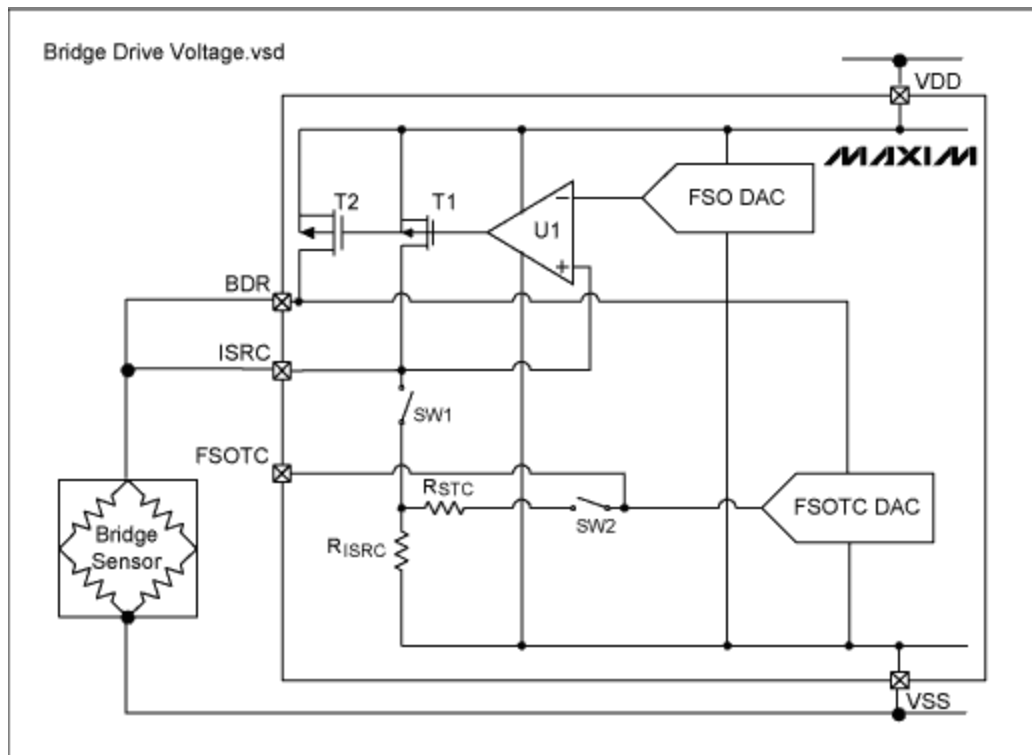 Bridge Drive Voltage.vsd
VDD
MAXIM
FSO DAC
T2
T1
U1
−
+
BDR
ISRC
SW1
FSOTC
RSTC
SW2
FSOTC DAC
RISRC
Bridge
Sensor
VSS